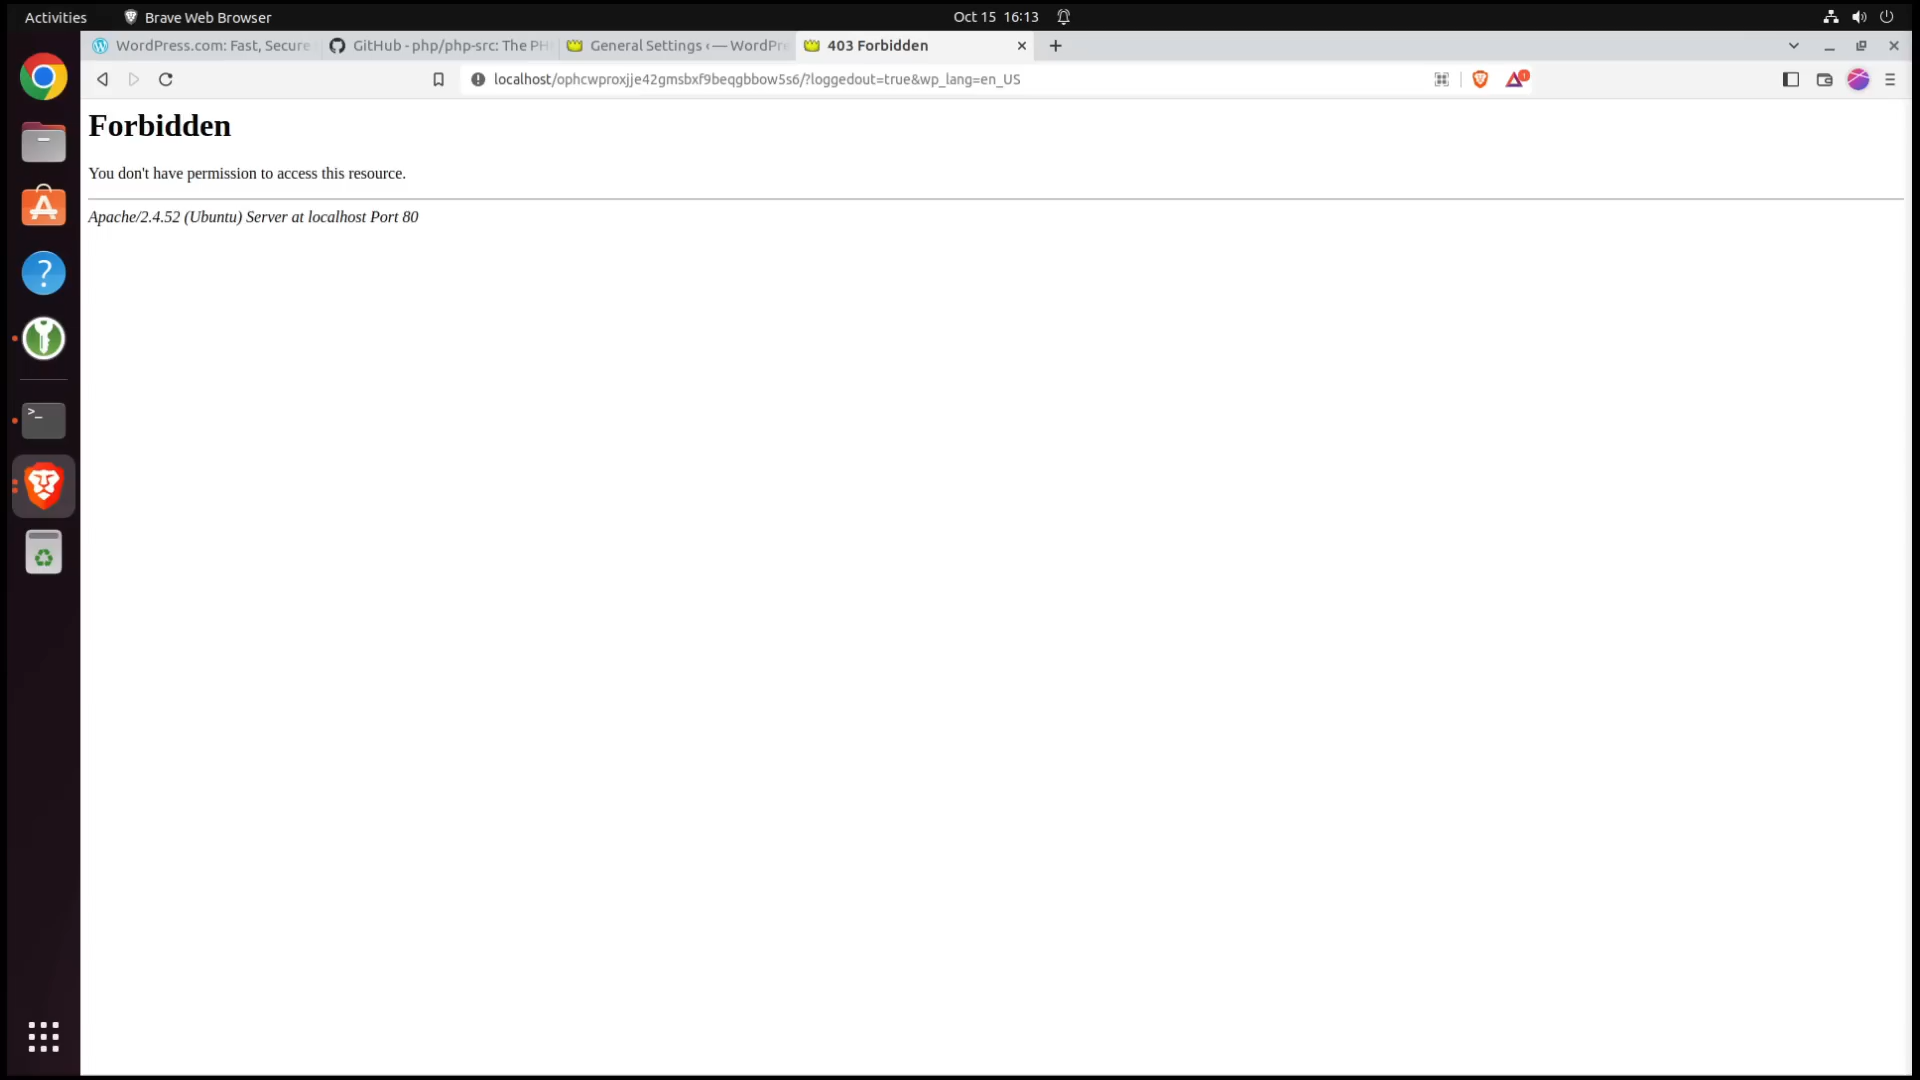 Activities
Brave Web Browser
Oct 15 16:13
WordPress.com: Fast, Secure
GitHub - php/php-src: The PH
General Settings ‹ — WordPre
403 Forbidden
localhost/ophcwproxjje42gmsbxf9beqgbbow5s6/?loggedout=true&wp_lang=en_US
Forbidden
You don't have permission to access this resource.
Apache/2.4.52 (Ubuntu) Server at localhost Port 80